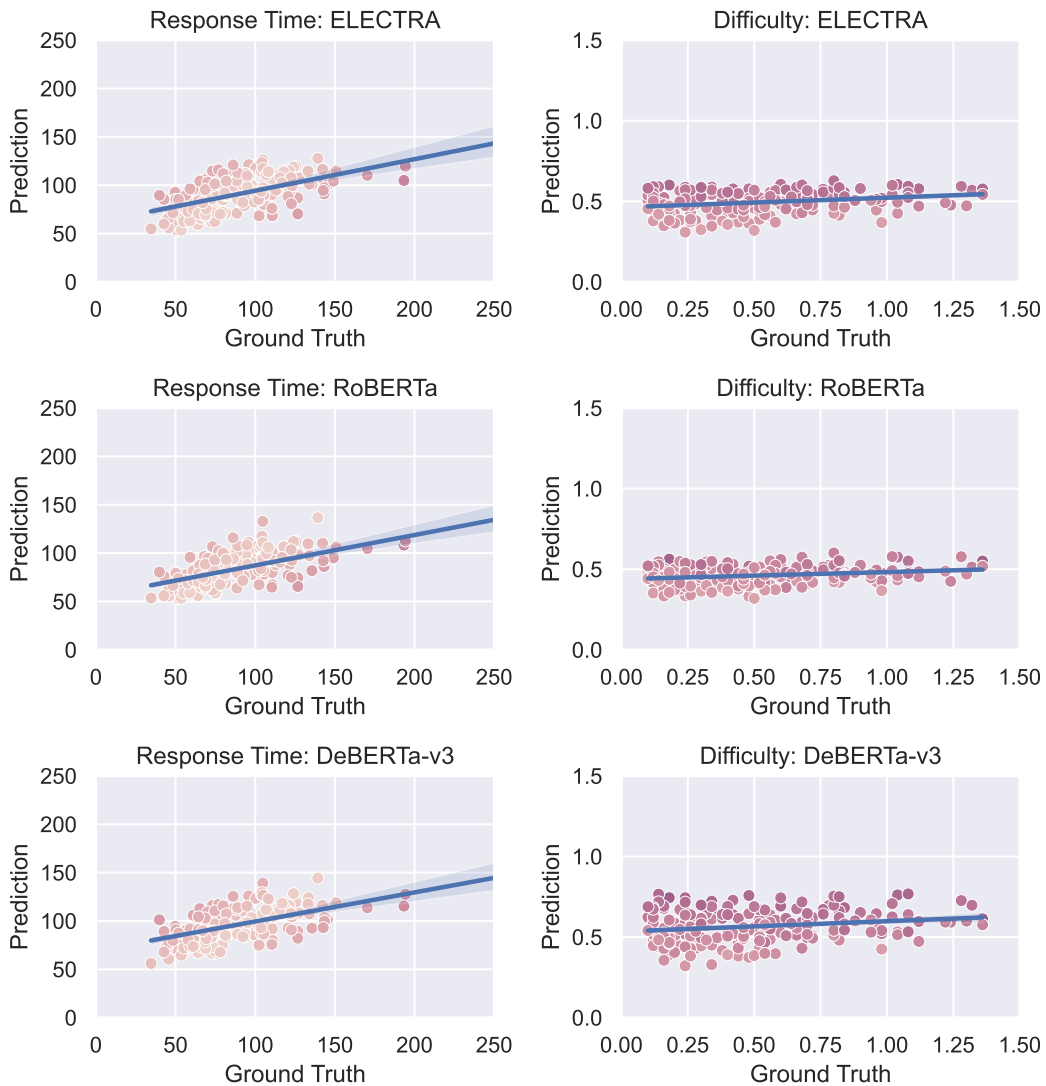 Response Time: ELECTRA
250
200
150
100
50
0
Prediction
0 50 100 150 200 250
Ground Truth
Difficulty: ELECTRA
1.5
1.0
0.5
0.0
Prediction
0.00 0.25 0.50 0.75 1.00 1.25 1.50
Ground Truth
Response Time: RoBERTa
250
200
150
100
50
0
Prediction
0 50 100 150 200 250
Ground Truth
Difficulty: RoBERTa
1.5
1.0
0.5
0.0
Prediction
0.00 0.25 0.50 0.75 1.00 1.25 1.50
Ground Truth
Response Time: DeBERTa-v3
250
200
150
100
50
0
Prediction
0 50 100 150 200 250
Ground Truth
Difficulty: DeBERTa-v3
1.5
1.0
0.5
0.0
Prediction
0.00 0.25 0.50 0.75 1.00 1.25 1.50
Ground Truth